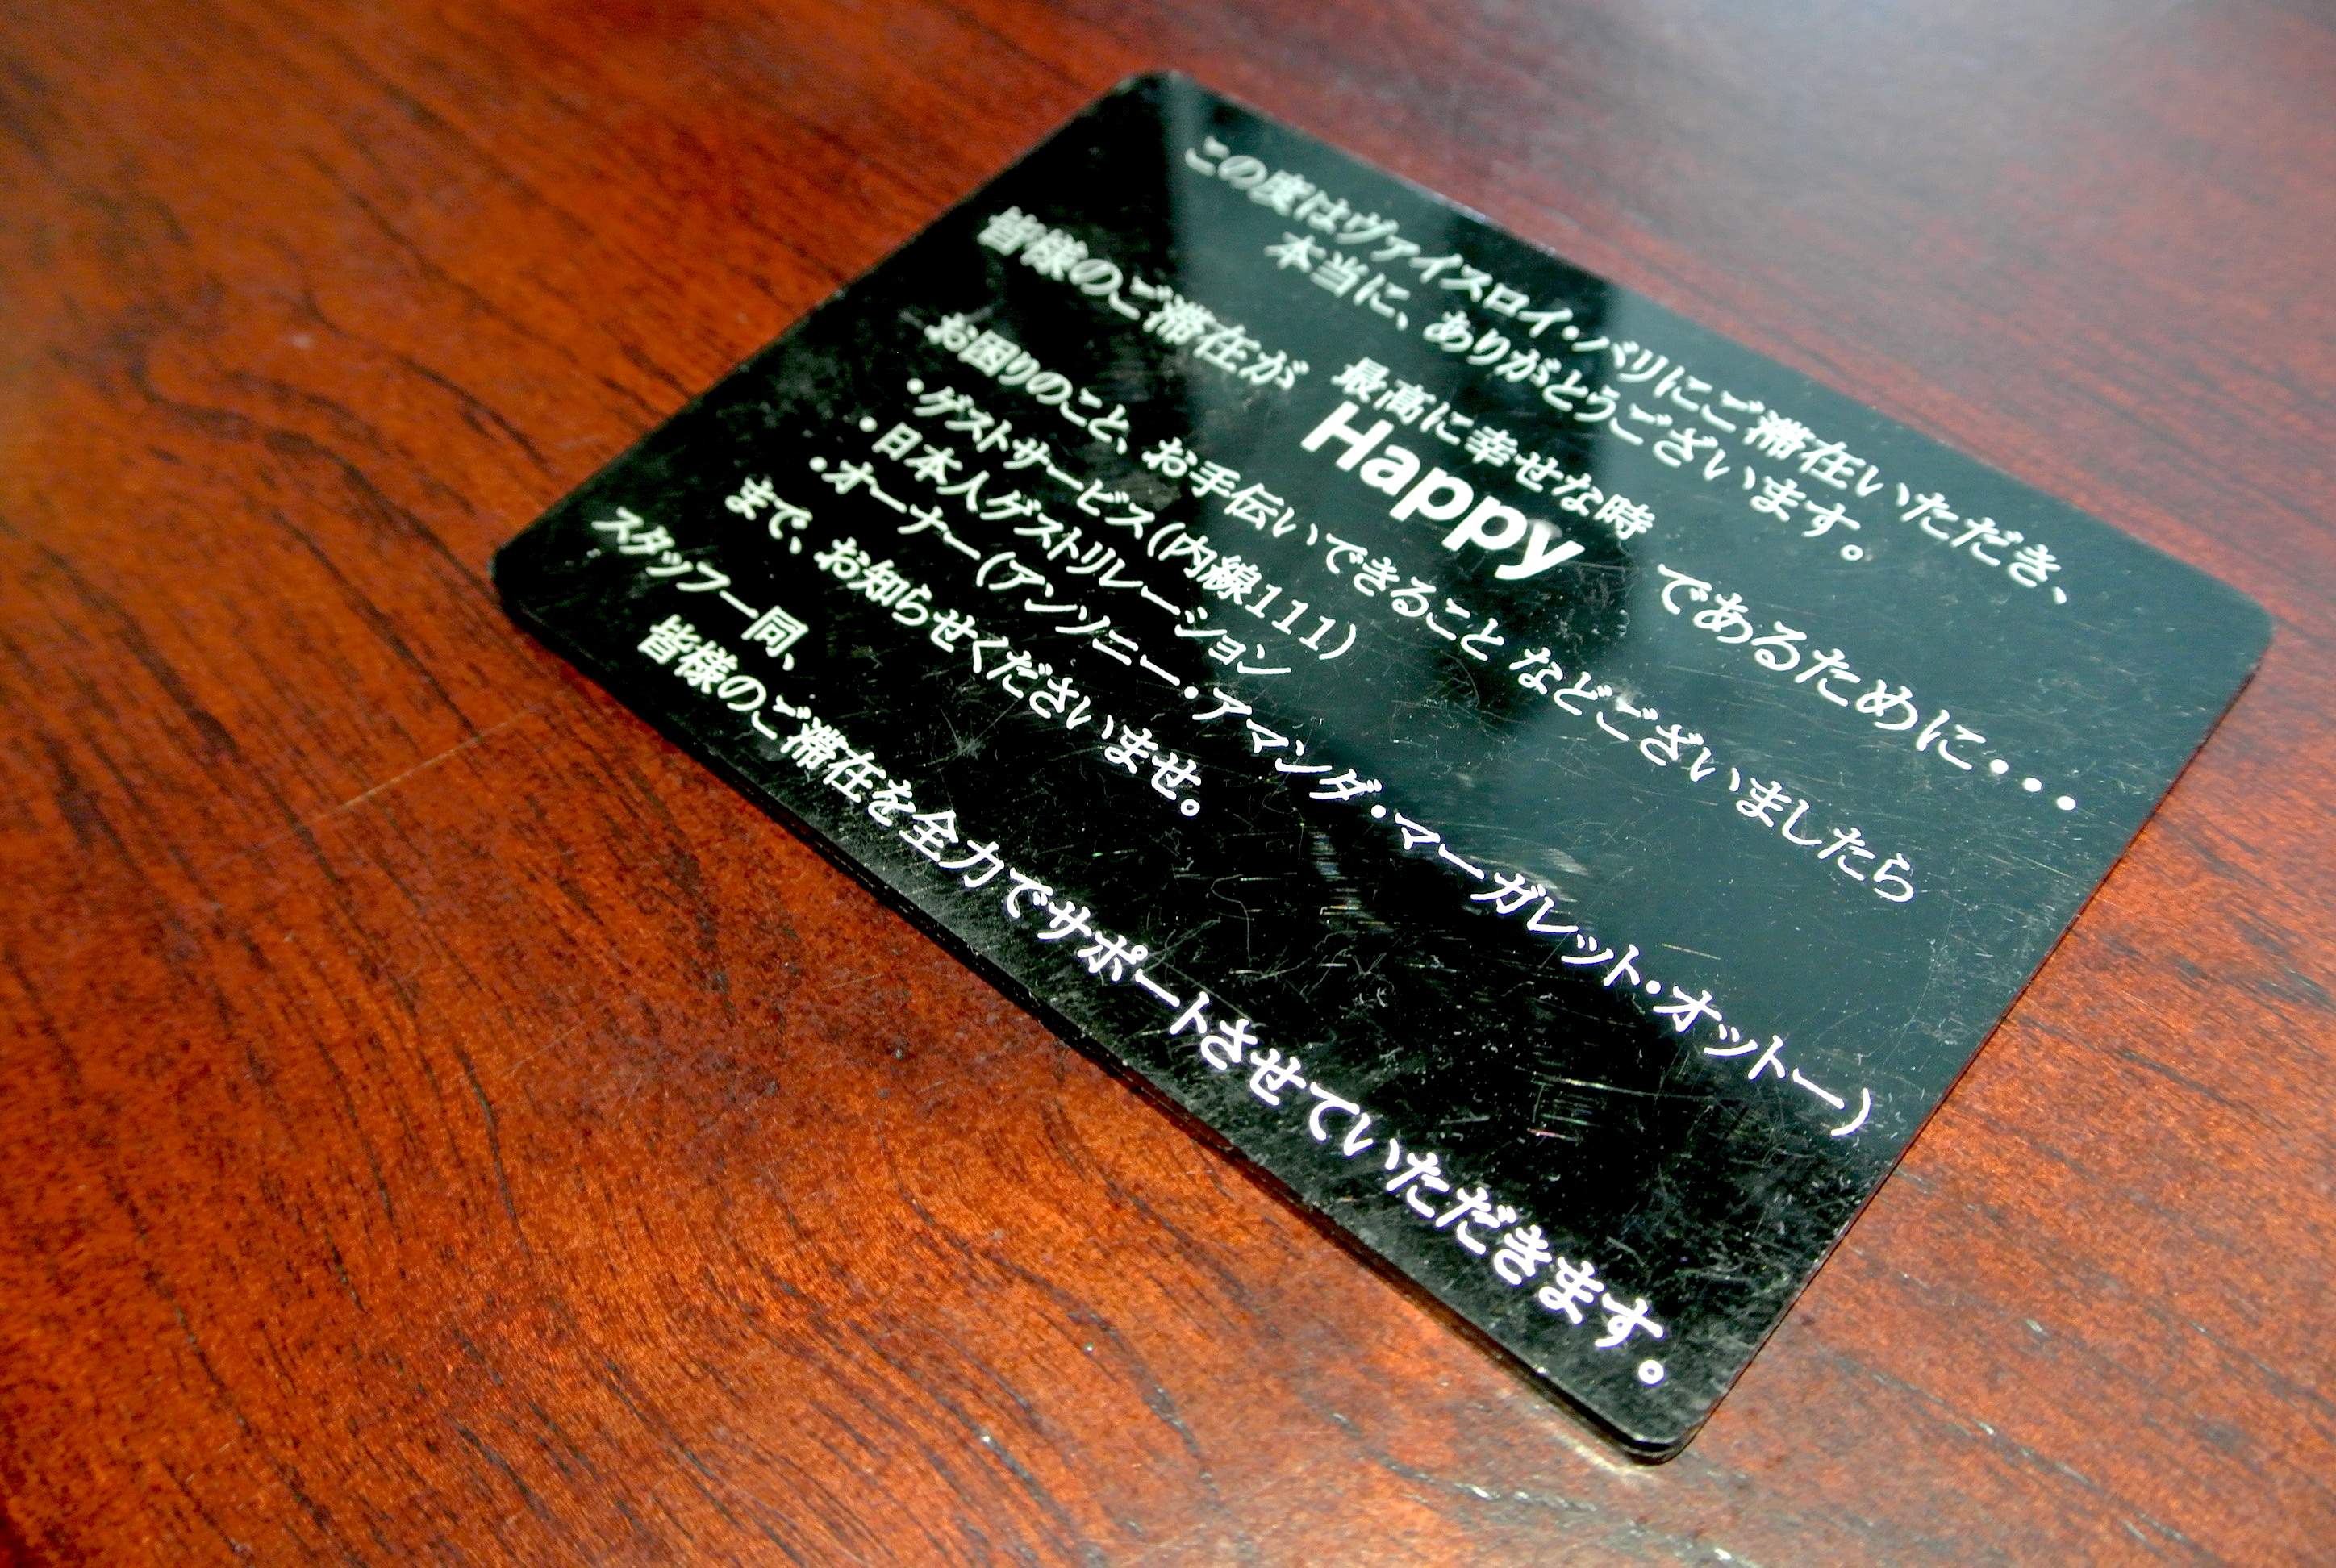 この度はヴァイスロイ・バリにご滞在いただき、
本当に、ありがとうございます。
最高に幸せな時
皆様のご滞在が Happy であるために・・・
お困りのこと、お手伝いできること などございましたら
・ゲストサービス(内線111)
・日本人ゲストリレーション
・オーナー(アンソニー・アマンダ・マーガレット・オットー)
まで、お知らせくださいませ。
スタッフ一同、
皆様のご滞在を全力でサポートさせていただきます。